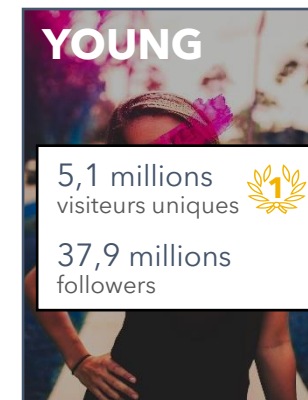 YOUNG
5,1 millions
visiteurs uniques
1
37,9 millions
followers